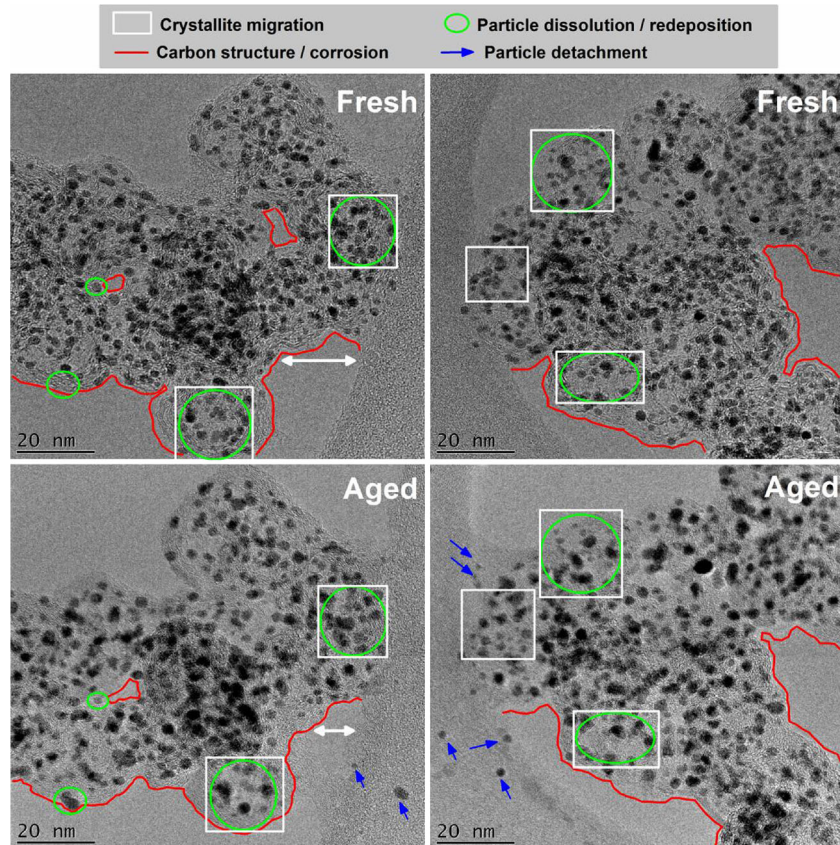 Crystallite migration
Particle dissolution / redeposition
Carbon structure / corrosion
Particle detachment
Fresh
Fresh
20 nm
20 nm
Aged
Aged
20 nm
20 nm